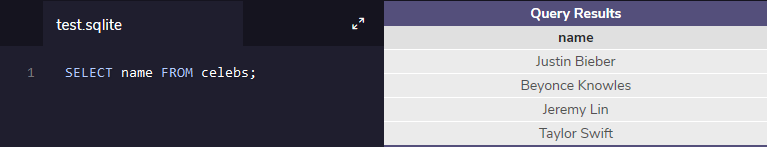 test.sqlite
1 SELECT name FROM celebs;
Query Results
name
Justin Bieber
Beyonce Knowles
Jeremy Lin
Taylor Swift